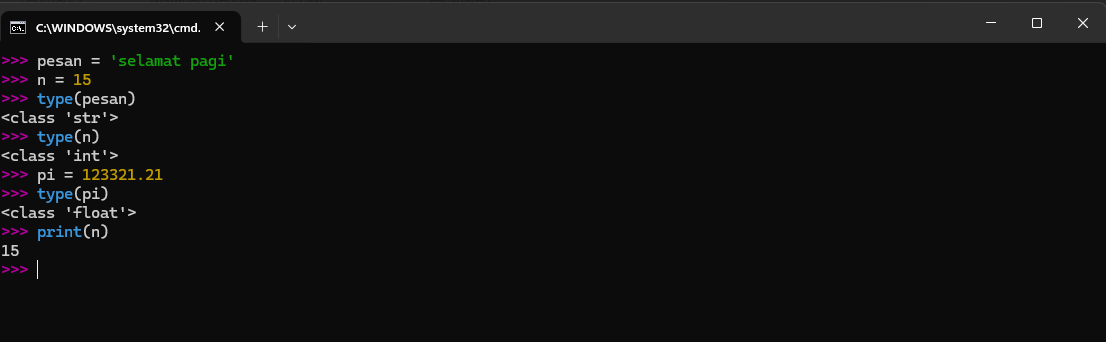 C:\WINDOWS\system32\cmd.
>>> pesan = 'selamat pagi'
>>> n = 15
>>> type(pesan)
<class 'str'>
>>> type(n)
<class 'int'>
>>> pi = 123321.21
>>> type(pi)
<class 'float'>
>>> print(n)
15
>>>